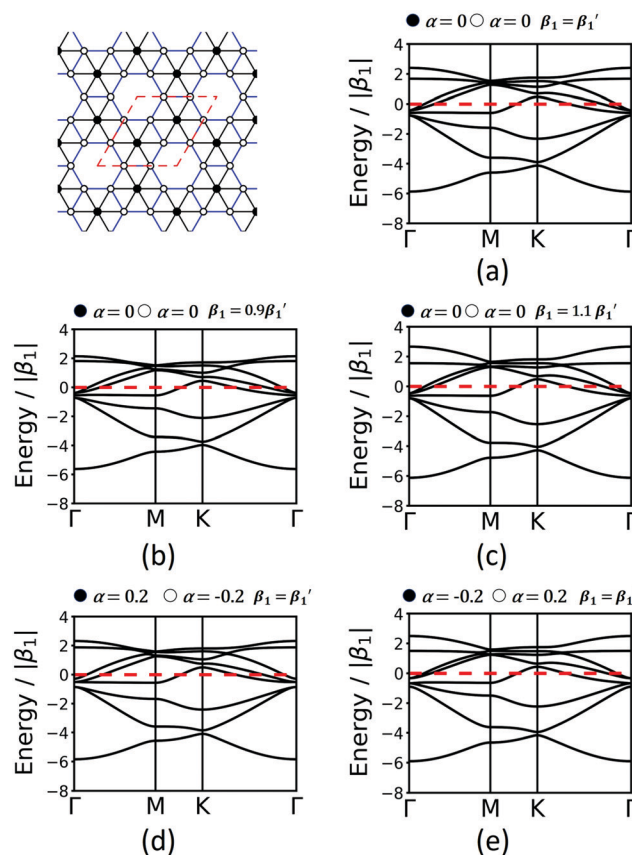 ● α = 0 ○ α = 0 β₁ = β₁′
Energy / |β₁|
4
2
0
−2
−4
−6
−8
Γ M K Γ
(a)
● α = 0 ○ α = 0 β₁ = 0.9β₁′
Energy / |β₁|
4
2
0
−2
−4
−6
−8
Γ M K Γ
(b)
● α = 0 ○ α = 0 β₁ = 1.1 β₁′
Energy / |β₁|
4
2
0
−2
−4
−6
−8
Γ M K Γ
(c)
● α = 0.2 ○ α = -0.2 β₁ = β₁′
Energy / |β₁|
4
2
0
−2
−4
−6
−8
Γ M K Γ
(d)
● α = -0.2 ○ α = 0.2 β₁ = β₁
Energy / |β₁|
4
2
0
−2
−4
−6
−8
Γ M K Γ
(e)